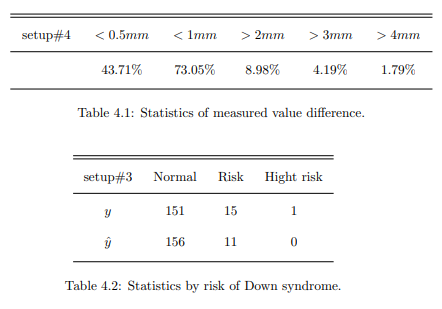 setup#4 < 0.5mm < 1mm > 2mm > 3mm > 4mm
43.71% 73.05% 8.98% 4.19% 1.79%
Table 4.1: Statistics of measured value difference.
setup#3 Normal Risk Hight risk
y 151 15 1
ŷ 156 11 0
Table 4.2: Statistics by risk of Down syndrome.